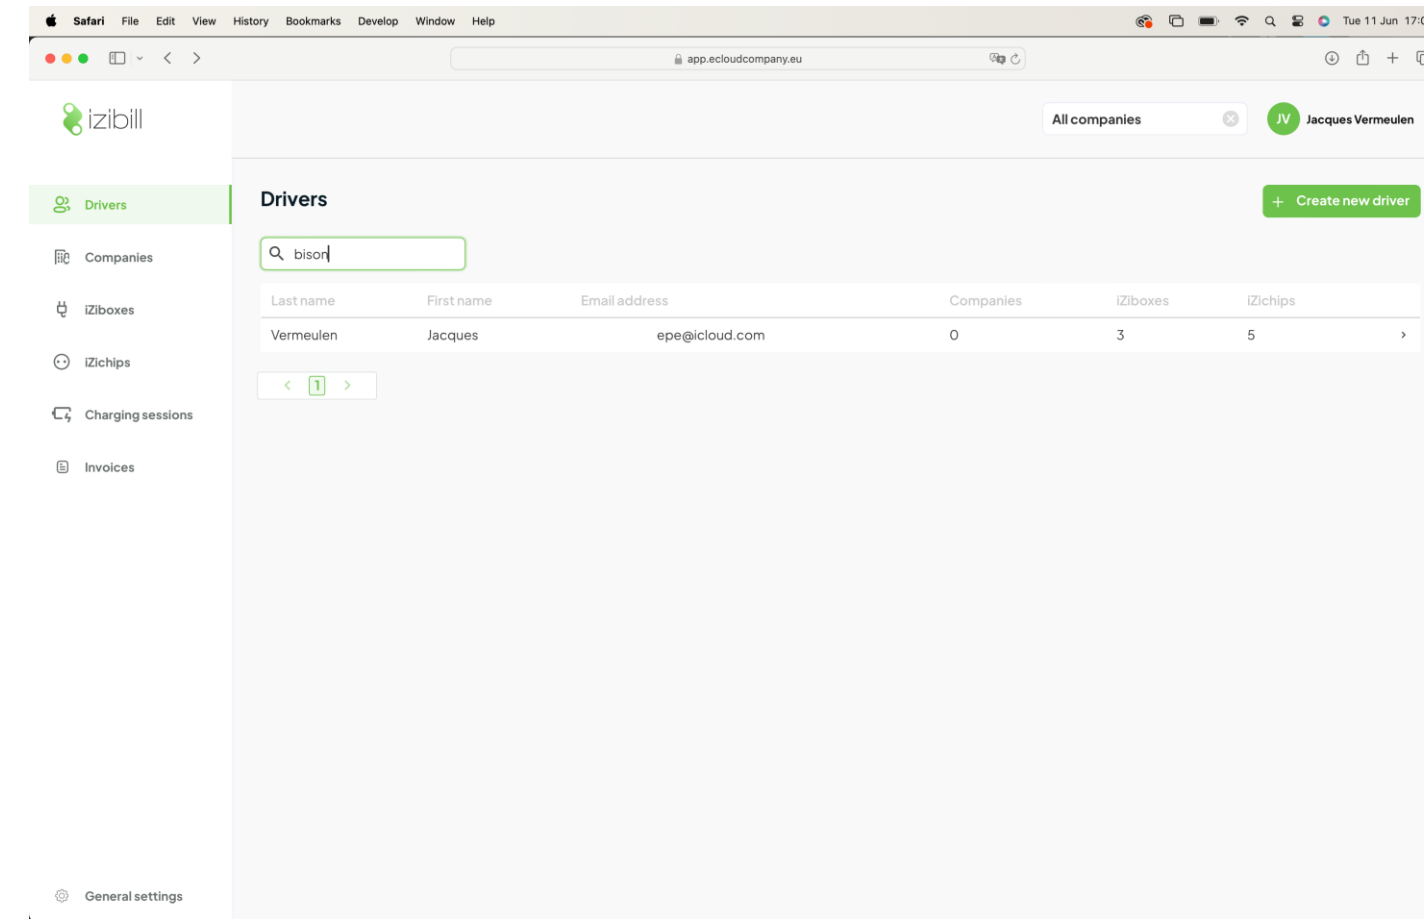 Safari File Edit View History Bookmarks Develop Window Help Tue 11 Jun
app.ecloudcompany.eu
izibill
All companies JV Jacques Vermeulen
Drivers
Companies
iZiboxes
iZichips
Charging sessions
Invoices
General settings
Drivers
+ Create new driver
bison
Last name First name Email address Companies iZiboxes iZichips
Vermeulen Jacques epe@icloud.com 0 3 5 >
< 1 >